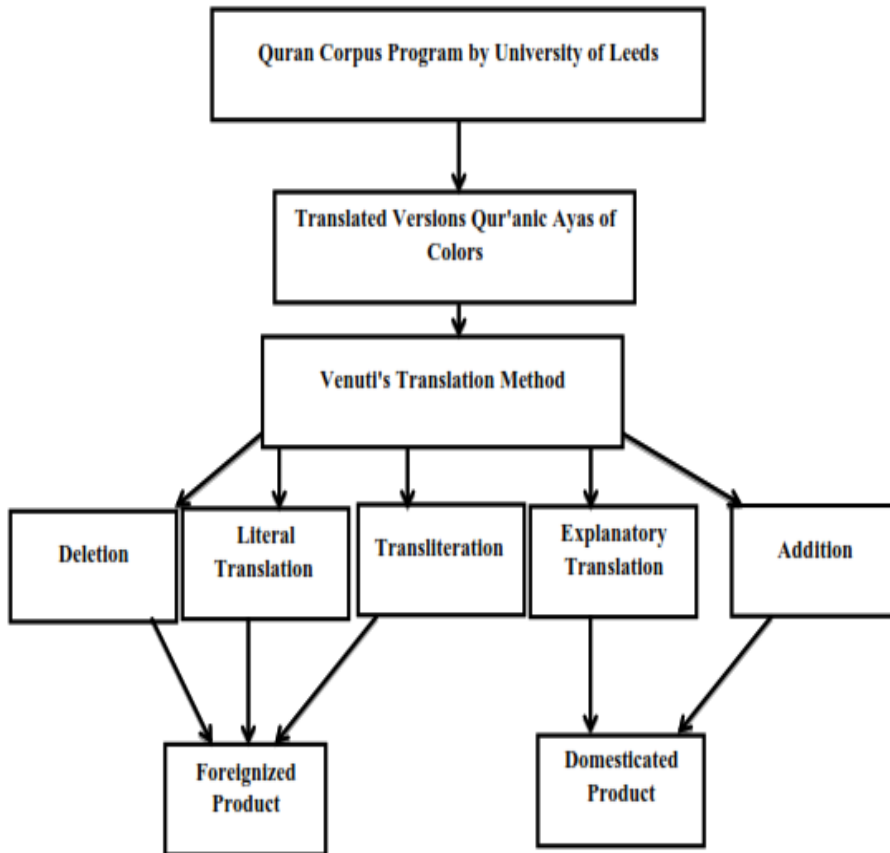 Quran Corpus Program by University of Leeds
Translated Versions Qur'anic Ayas of
Colors
Venuti's Translation Method
Deletion
Literal
Translation
Transliteration
Explanatory
Translation
Addition
Foreignized
Product
Domesticated
Product